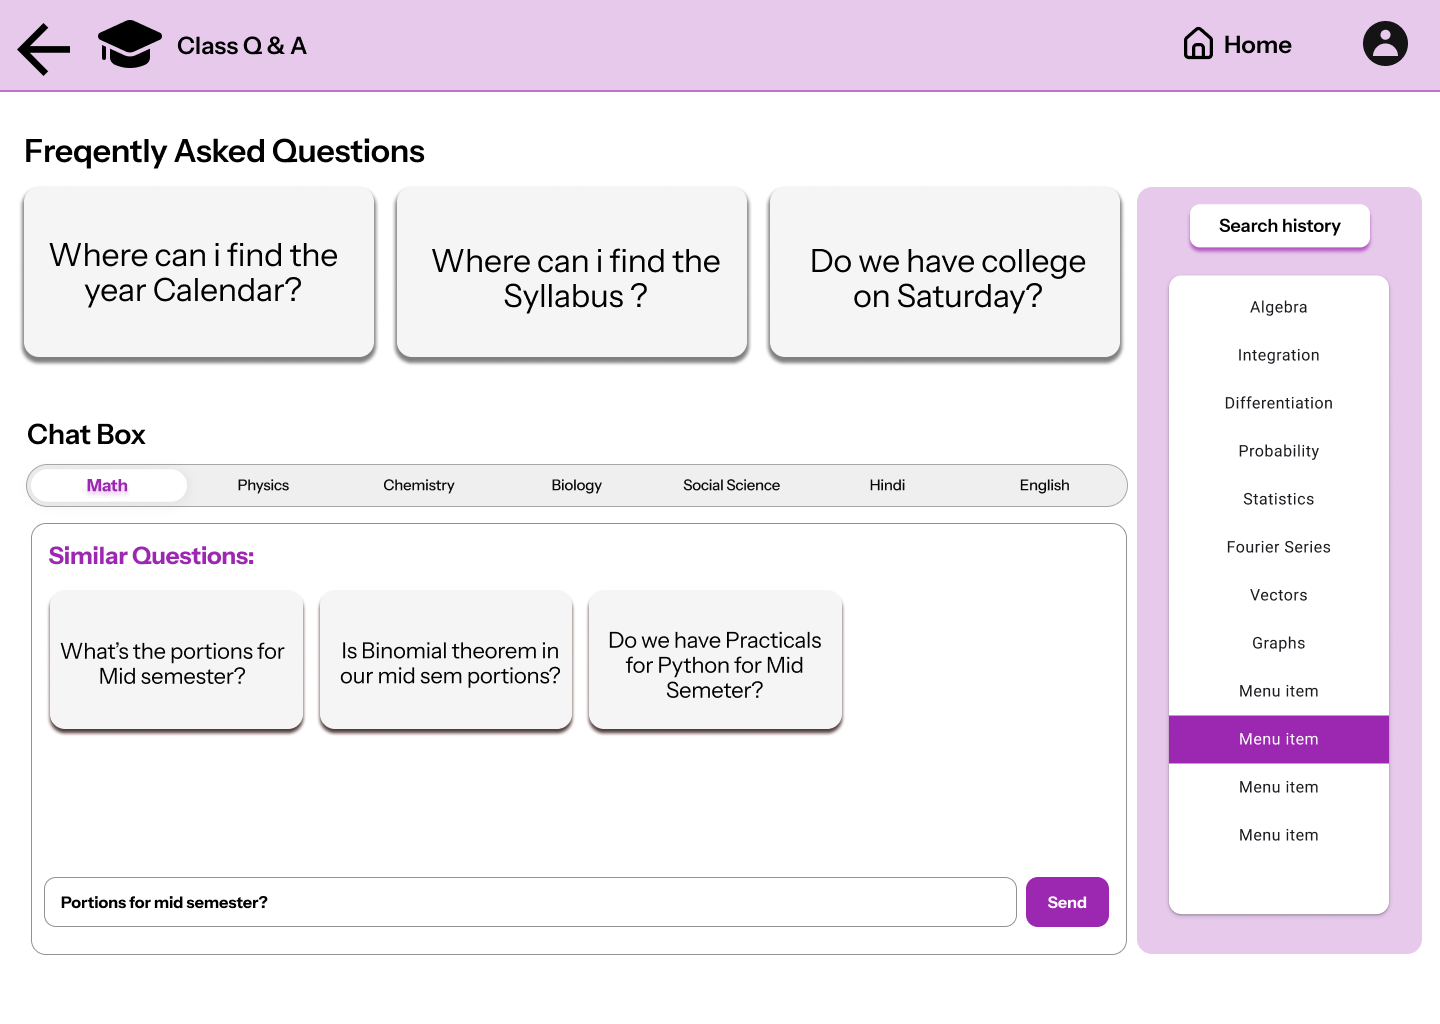 Class Q & A
Home
Freqently Asked Questions
Where can i find the
year Calendar?
Where can i find the
Syllabus ?
Do we have college
on Saturday?
Chat Box
Math
Physics
Chemistry
Biology
Social Science
Hindi
English
Similar Questions:
What’s the portions for
Mid semester?
Is Binomial theorem in
our mid sem portions?
Do we have Practicals
for Python for Mid
Semeter?
Portions for mid semester?
Send
Search history
Algebra
Integration
Differentiation
Probability
Statistics
Fourier Series
Vectors
Graphs
Menu item
Menu item
Menu item
Menu item